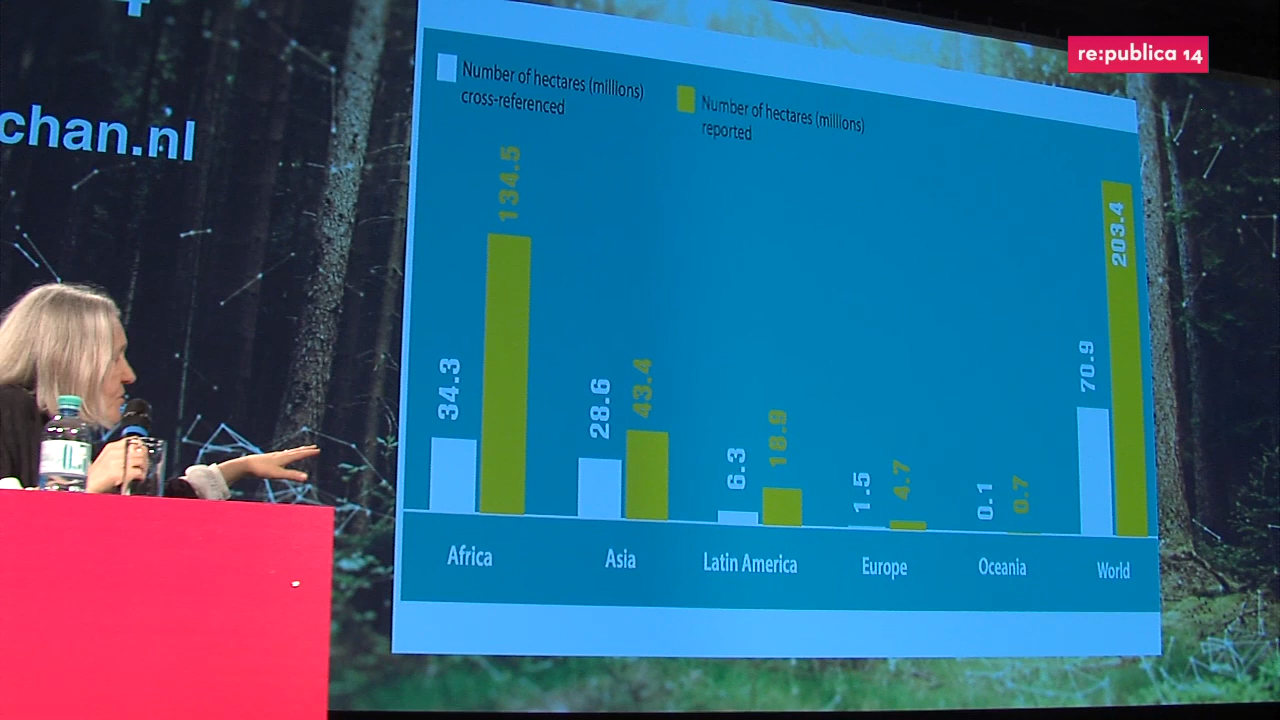 re:publica 14
4
chan.nl
Number of hectares (millions)
cross-referenced
Number of hectares (millions)
reported
34.3
134.5
28.6
43.4
6.3
18.9
1.5
4.7
0.1
0.7
70.9
203.4
Africa
Asia
Latin America
Europe
Oceania
World